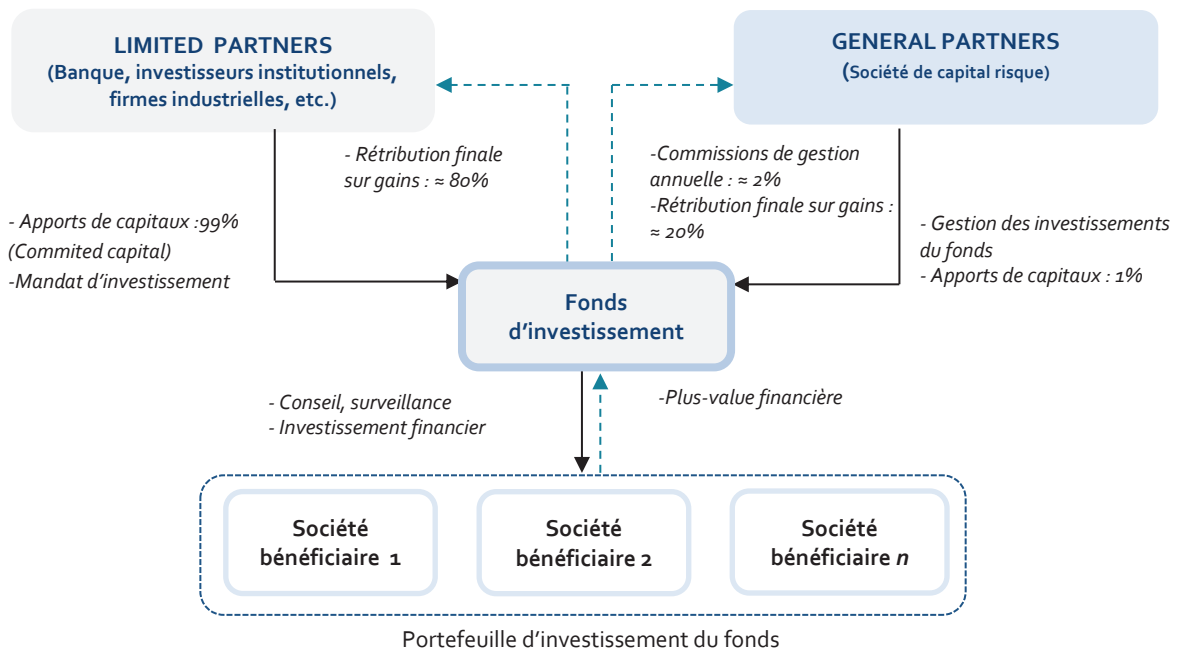 LIMITED PARTNERS
(Banque, investisseurs institutionnels,
firmes industrielles, etc.)
GENERAL PARTNERS
(Société de capital risque)
- Rétribution finale
sur gains : ≈ 80%
-Commissions de gestion
annuelle : ≈ 2%
-Rétribution finale sur gains :
≈ 20%
- Apports de capitaux :99%
(Commited capital)
-Mandat d’investissement
- Gestion des investissements
du fonds
- Apports de capitaux : 1%
Fonds
d’investissement
- Conseil, surveillance
- Investissement financier
-Plus-value financière
Société
bénéficiaire 1
Société
bénéficiaire 2
Société
bénéficiaire n
Portefeuille d’investissement du fonds